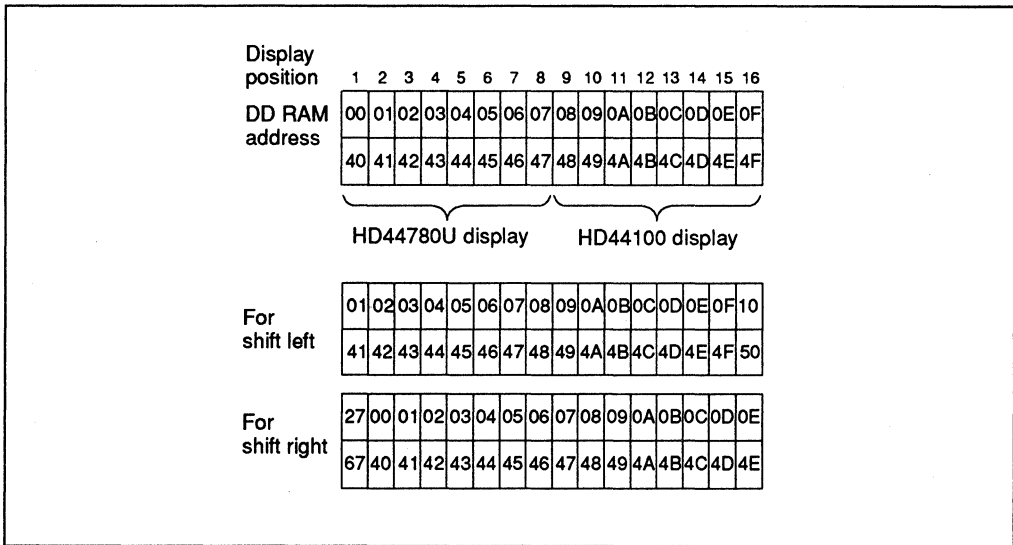 Display
position 1 2 3 4 5 6 7 8 9 10 11 12 13 14 15 16
DD RAM
address
00 01 02 03 04 05 06 07 08 09 0A 0B 0C 0D 0E 0F
40 41 42 43 44 45 46 47 48 49 4A 4B 4C 4D 4E 4F
HD44780U display HD44100 display
For
shift left
01 02 03 04 05 06 07 08 09 0A 0B 0C 0D 0E 0F 10
41 42 43 44 45 46 47 48 49 4A 4B 4C 4D 4E 4F 50
For
shift right
27 00 01 02 03 04 05 06 07 08 09 0A 0B 0C 0D 0E
67 40 41 42 43 44 45 46 47 48 49 4A 4B 4C 4D 4E